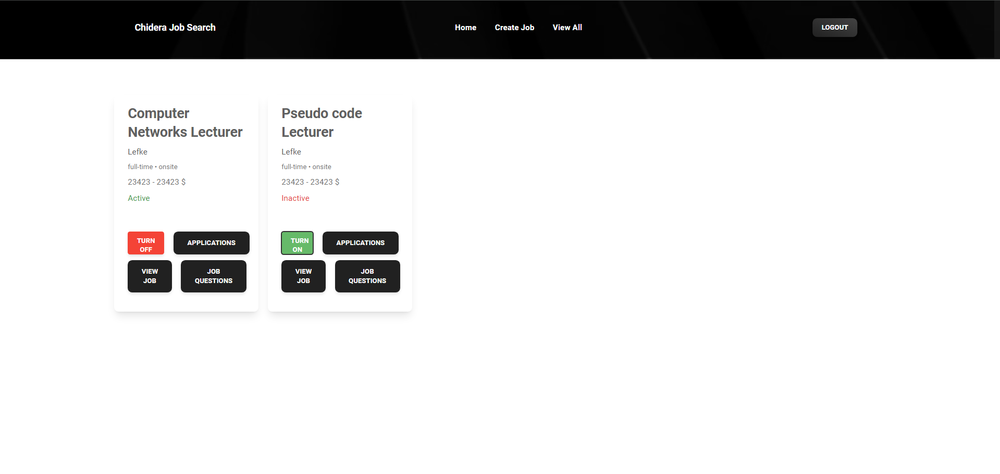 Chidera Job Search
Home
Create Job
View All
LOGOUT
Computer
Networks Lecturer
Lefke
full-time • onsite
23423 - 23423 $
Active
TURN
OFF
APPLICATIONS
VIEW
JOB
JOB
QUESTIONS
Pseudo code
Lecturer
Lefke
full-time • onsite
23423 - 23423 $
Inactive
TURN
ON
APPLICATIONS
VIEW
JOB
JOB
QUESTIONS